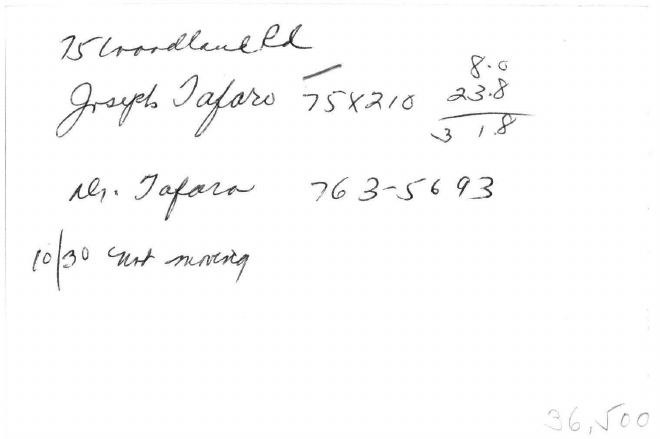 75 Woodland Rd
Joseph Tafaro 75X210
8.0
23.8
31.8
Dr. Tafaro 763-5693
10/30 not moving
36,500